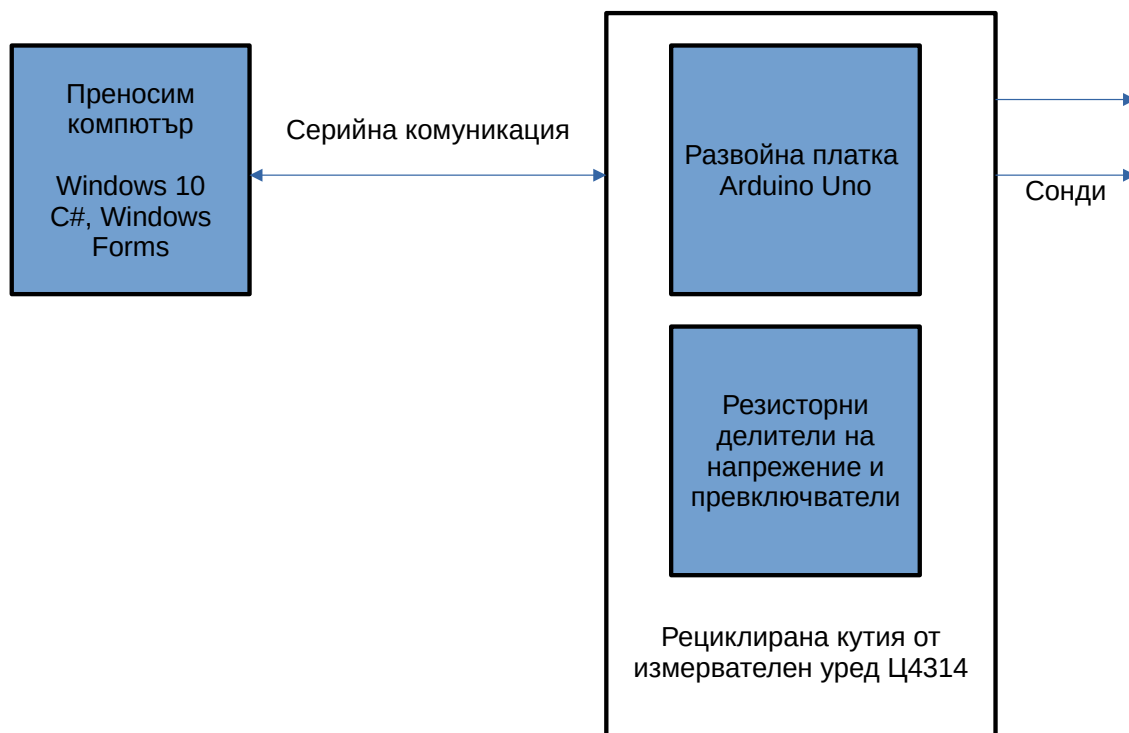 Преносим
компютър
Windows 10
C#, Windows
Forms
Серийна комуникация
Развойна платка
Arduino Uno
Сонди
Резисторни
делители на
напрежение и
превключватели
Рециклирана кутия от
измервателен уред Ц4314